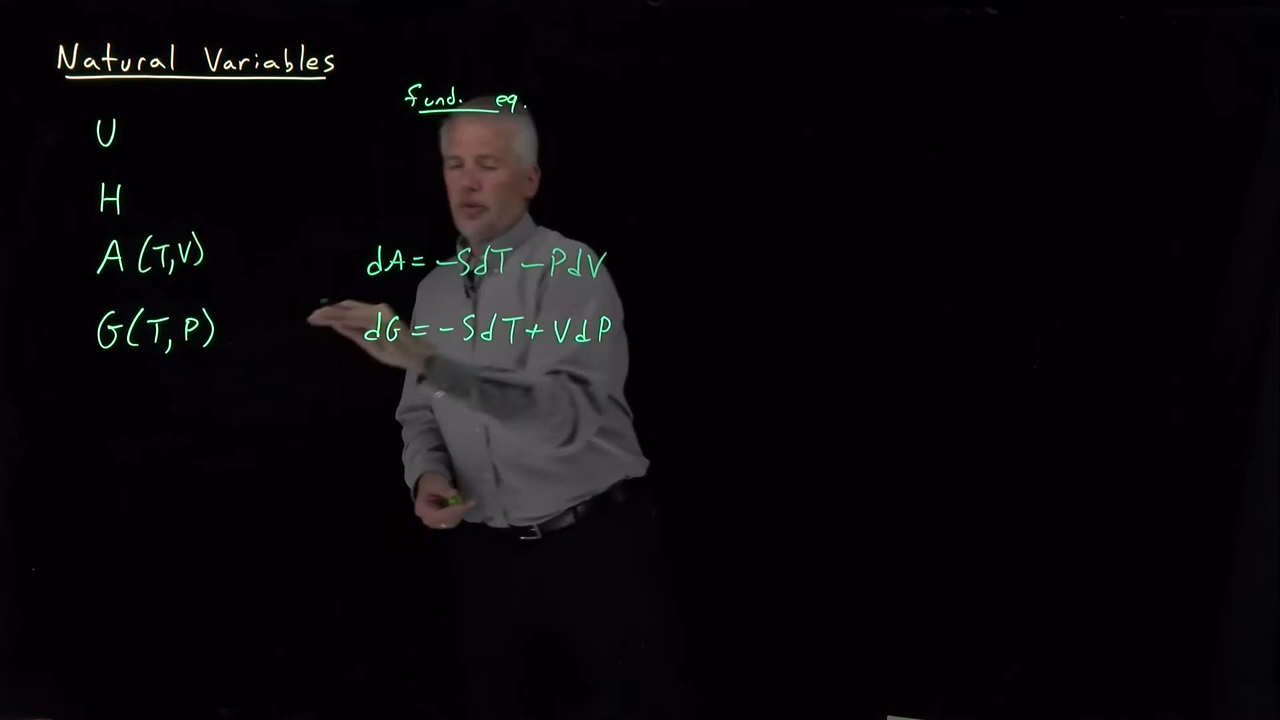 Natural Variables
fund. eq.
U
H
A (T,V) dA = -SdT - PdV
G(T, P) dG = -SdT + VdP